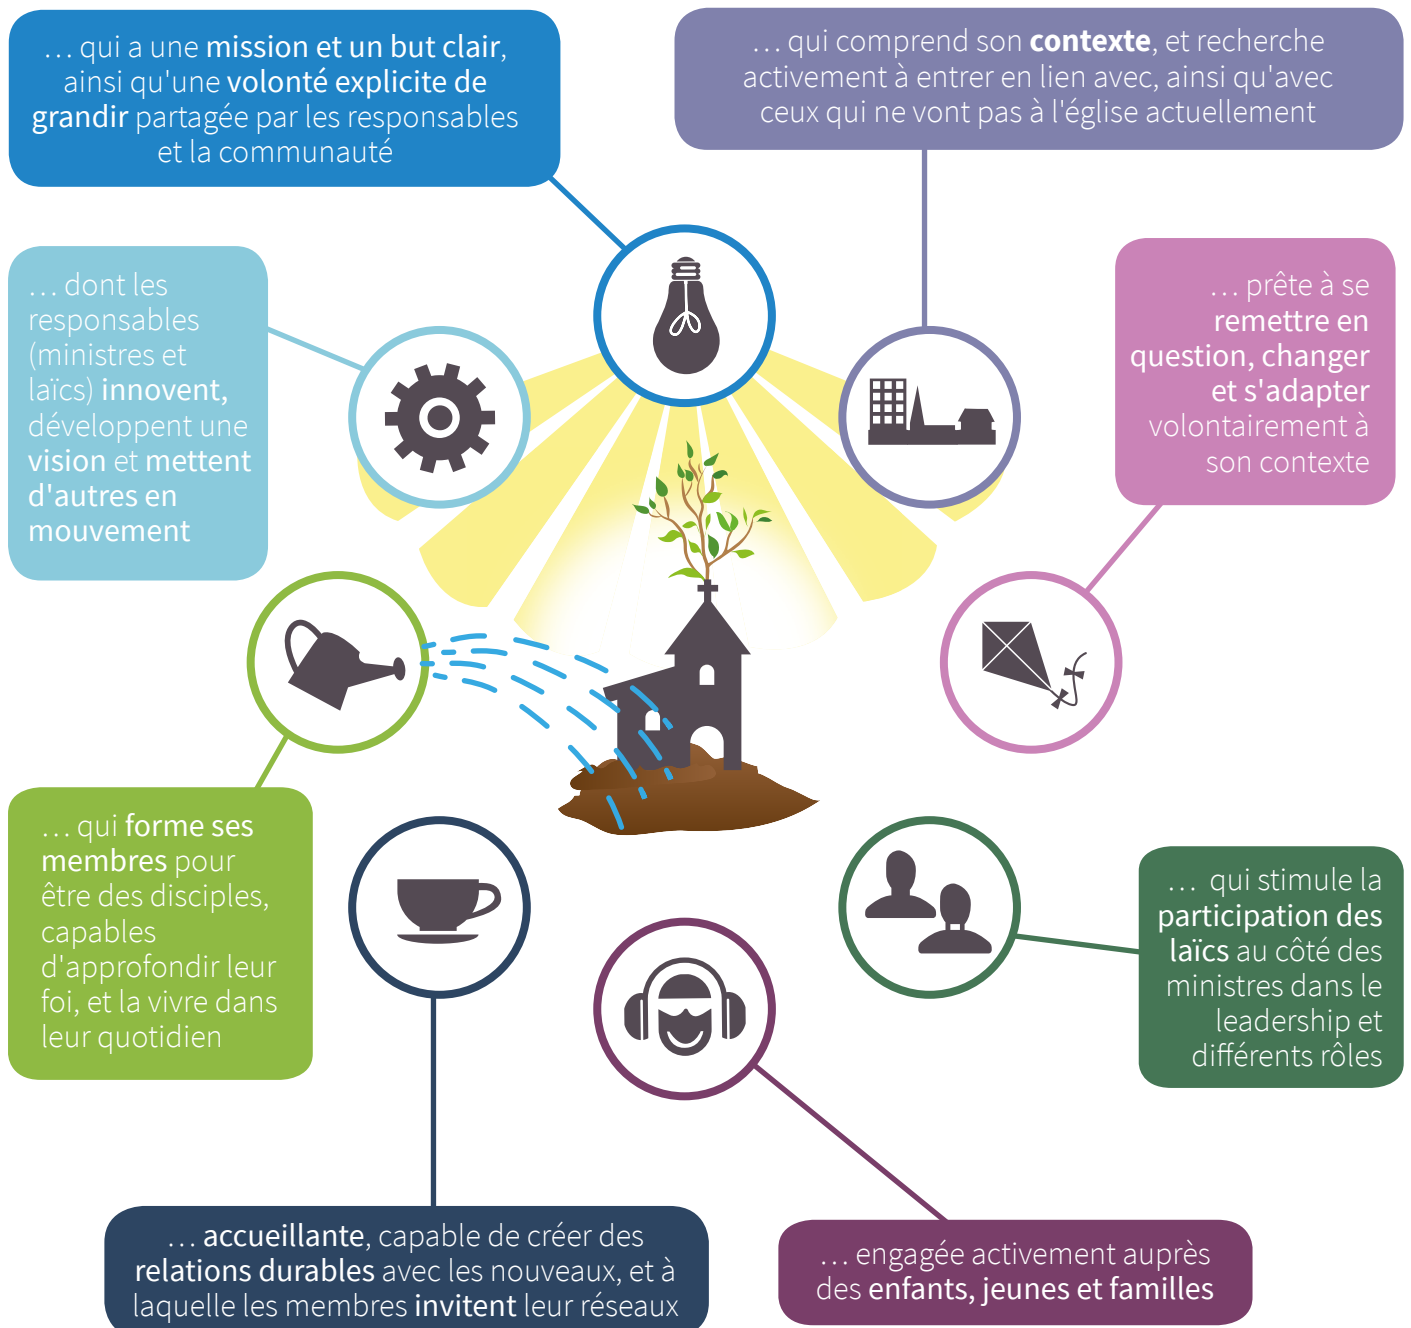 … qui a une mission et un but clair,
ainsi qu'une volonté explicite de
grandir partagée par les responsables
et la communauté
… qui comprend son contexte, et recherche
activement à entrer en lien avec, ainsi qu'avec
ceux qui ne vont pas à l'église actuellement
… dont les
responsables
(ministres et
laïcs) innovent,
développent une
vision et mettent
d'autres en
mouvement
… prête à se
remettre en
question, changer
et s'adapter
volontairement à
son contexte
… qui forme ses
membres pour
être des disciples,
capables
d'approfondir leur
foi, et la vivre dans
leur quotidien
… qui stimule la
participation des
laïcs au côté des
ministres dans le
leadership et
différents rôles
… accueillante, capable de créer des
relations durables avec les nouveaux, et à
laquelle les membres invitent leur réseaux
… engagée activement auprès
des enfants, jeunes et familles